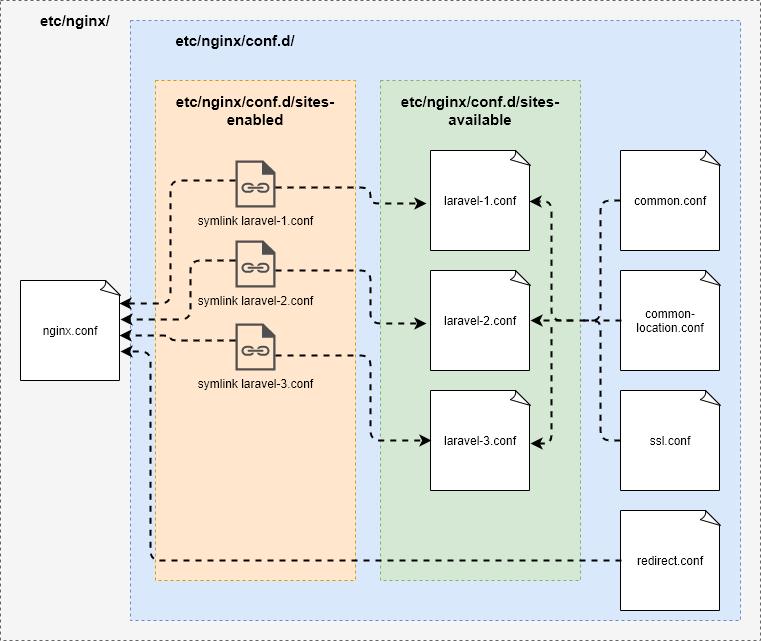 etc/nginx/
etc/nginx/conf.d/
etc/nginx/conf.d/sites-
enabled
etc/nginx/conf.d/sites-
available
symlink laravel-1.conf
symlink laravel-2.conf
symlink laravel-3.conf
nginx.conf
laravel-1.conf
laravel-2.conf
laravel-3.conf
common.conf
common-
location.conf
ssl.conf
redirect.conf